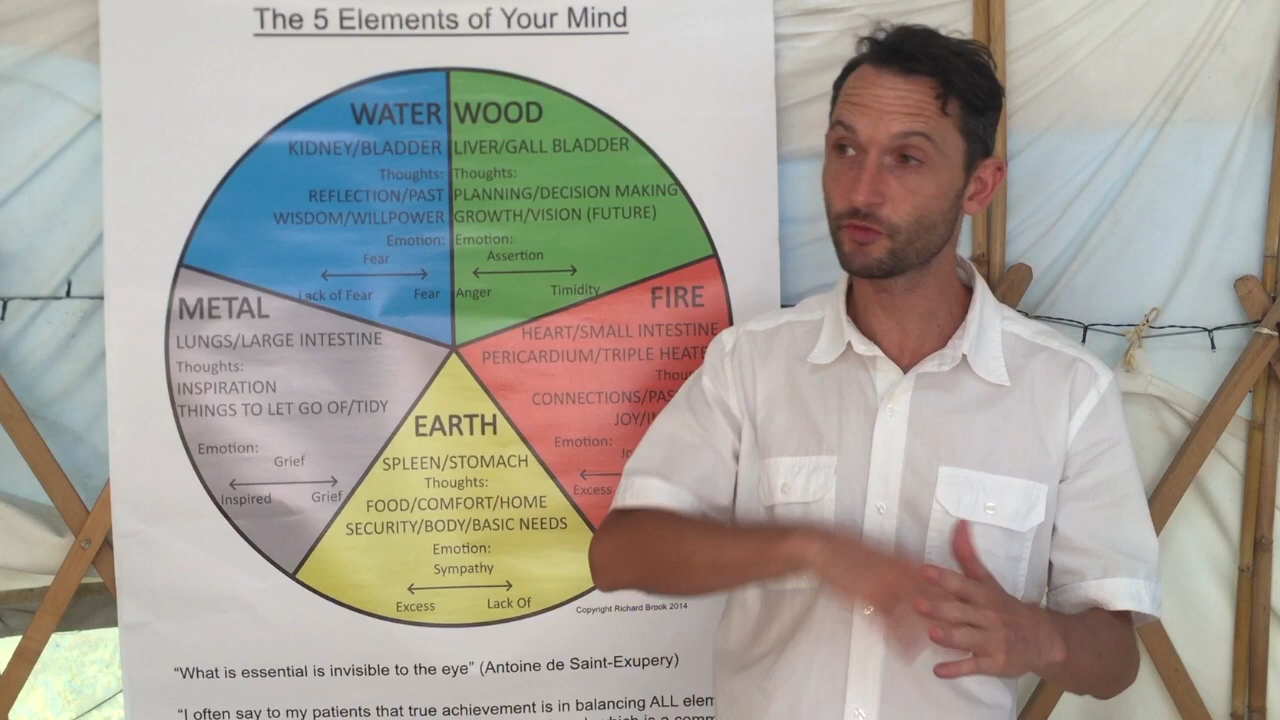 The 5 Elements of Your Mind
WATER
KIDNEY/BLADDER
Thoughts:
REFLECTION/PAST
WISDOM/WILLPOWER
Emotion:
Fear
Lack of Fear Fear
WOOD
LIVER/GALL BLADDER
Thoughts:
PLANNING/DECISION MAKING
GROWTH/VISION (FUTURE)
Emotion:
Assertion
Anger Timidity
METAL
LUNGS/LARGE INTESTINE
Thoughts:
INSPIRATION
THINGS TO LET GO OF/TIDY
Emotion:
Grief
Inspired Grief
FIRE
HEART/SMALL INTESTINE
PERICARDIUM/TRIPLE
CONNECTIONS/
JOY/
Emotion:
Excess
EARTH
SPLEEN/STOMACH
Thoughts:
FOOD/COMFORT/HOME
SECURITY/BODY/BASIC NEEDS
Emotion:
Sympathy
Excess Lack Of
Copyright Richard Brook 2014
“What is essential is invisible to the eye” (Antoine de Saint-Exupery)
“I often say to my patients that true achievement is in balancing ALL